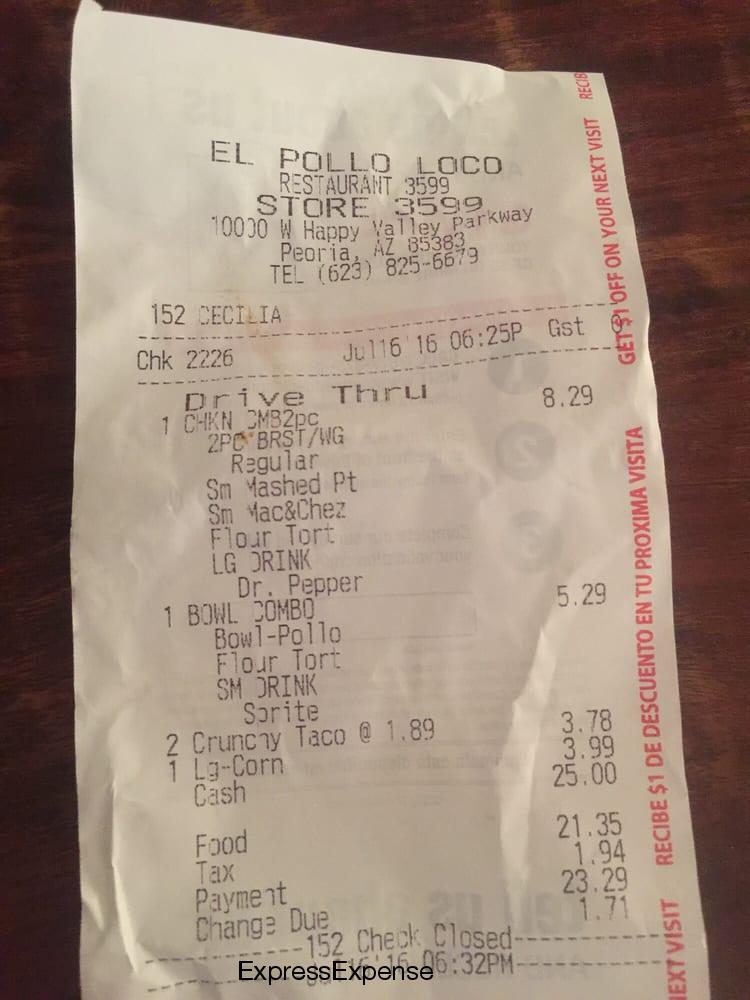 EL POLLO LOCO
RESTAURANT 3599
STORE 3599
10000 W Happy Valley Parkway
Peoria, AZ 85383
TEL (623) 825-6679
152 CECILIA
Chk 2226 Jul16'16 06:25P Gst 0
Drive Thru
1 CHKN CMB2pc 8.29
2PC BRST/WG
Regular
Sm Mashed Pt
Sm Mac&Chez
Flour Tort
LG DRINK
Dr. Pepper
1 BOWL COMBO 5.29
Bowl-Pollo
Flour Tort
SM DRINK
Sprite
2 Crunchy Taco @ 1.89 3.78
1 Lg-Corn 3.99
Cash 25.00
Food 21.35
Tax 1.94
Payment 23.29
Change Due 1.71
152 Check Closed
16'16 06:32PM
ExpressExpense
RECIB
GET $1 OFF ON YOUR NEXT VISIT
RECIBE $1 DE DESCUENTO EN TU PROXIMA VISITA
EXT VISIT